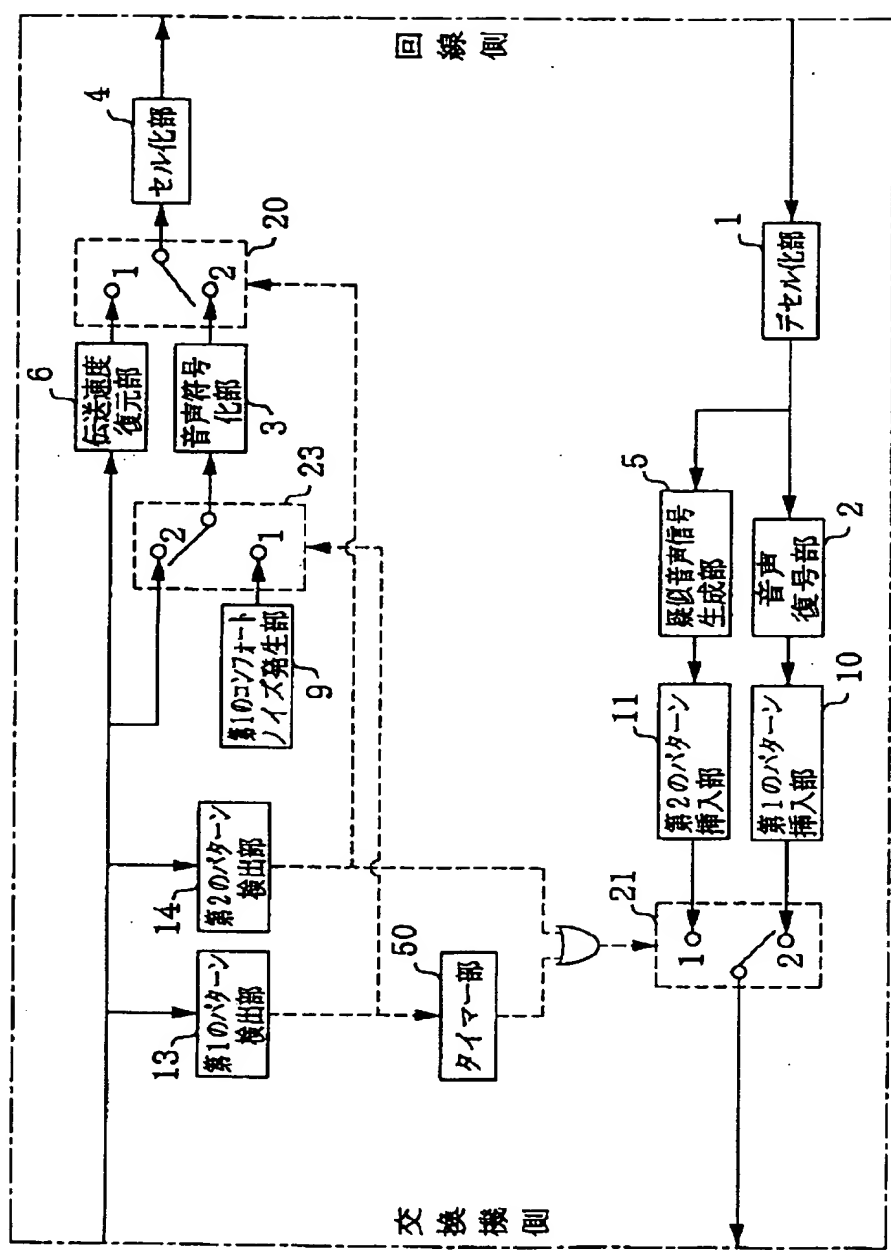 回線側
4
セル化部
20
1
2
6
伝送速度
復元部
音声符号
化部
3
23
2
1
第1のコンフォート
ノイズ発生部
9
第2のパターン
検出部
14
第1のパターン
検出部
13
50
タイマー部
1
デセル化部
5
疑似音声信号
生成部
音声
復号部
2
11
第2のパターン
挿入部
第1のパターン
挿入部
10
21
1
2
交換機側